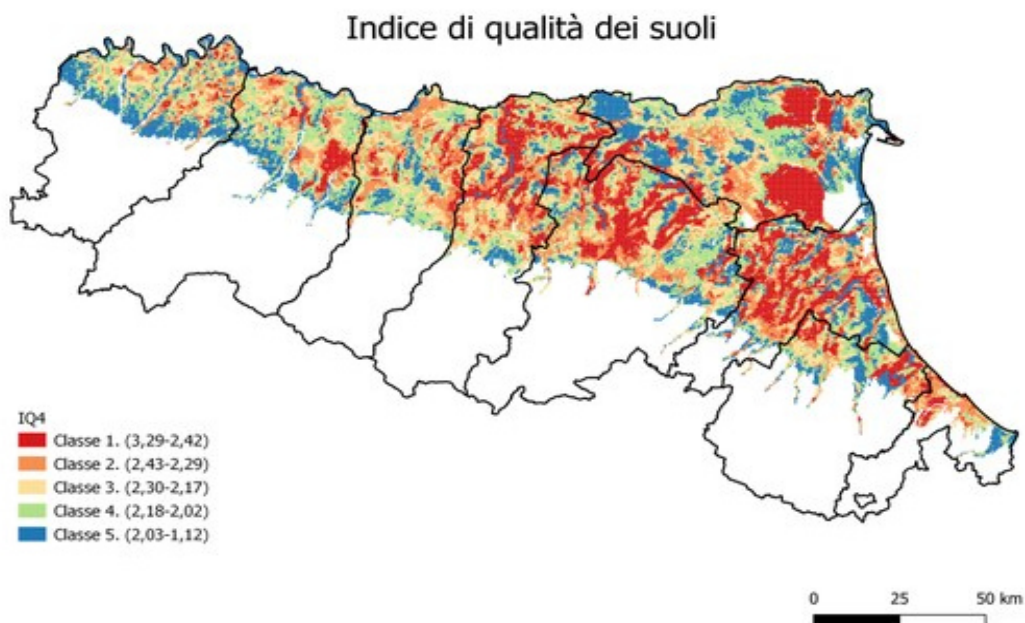 Indice di qualità dei suoli
IQ4
Classe 1. (3,29-2,42)
Classe 2. (2,43-2,29)
Classe 3. (2,30-2,17)
Classe 4. (2,18-2,02)
Classe 5. (2,03-1,12)
0 25 50 km